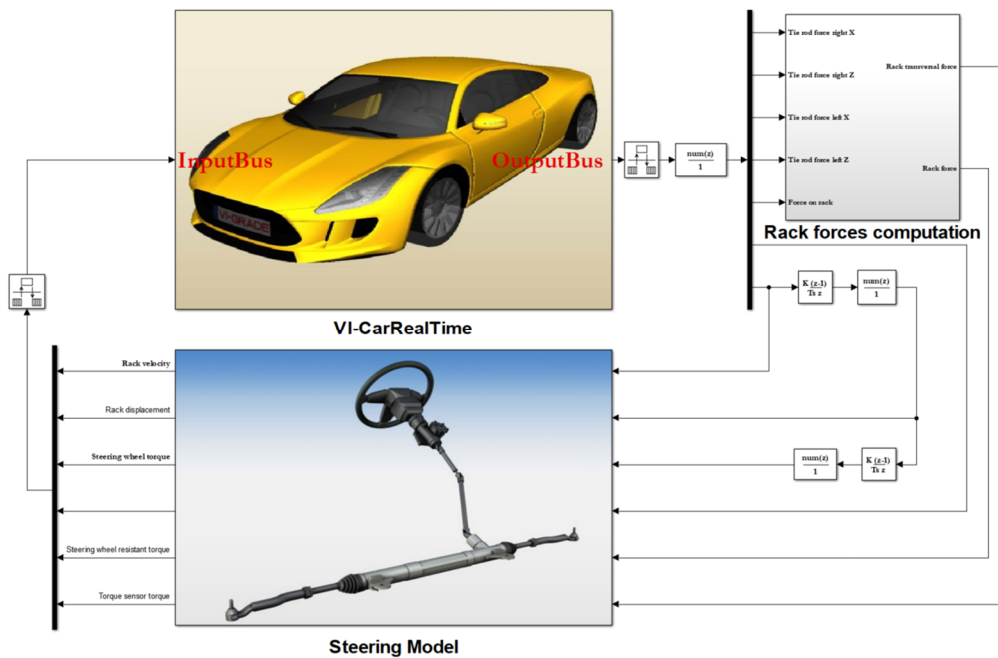 Tie rod force right X
Rack transversal force
Tie rod force right Z
Tie rod force left X
InputBus
OutputBus
num(z)
1
Tie rod force left Z
Rack force
Force on rack
VI-GRADE
Rack forces computation
K (z-1)
Ts z
num(z)
1
VI-CarRealTime
Rack velocity
Rack displacement
Steering wheel torque
num(z)
1
K (z-1)
Ts z
Steering wheel resistant torque
Torque sensor torque
Steering Model